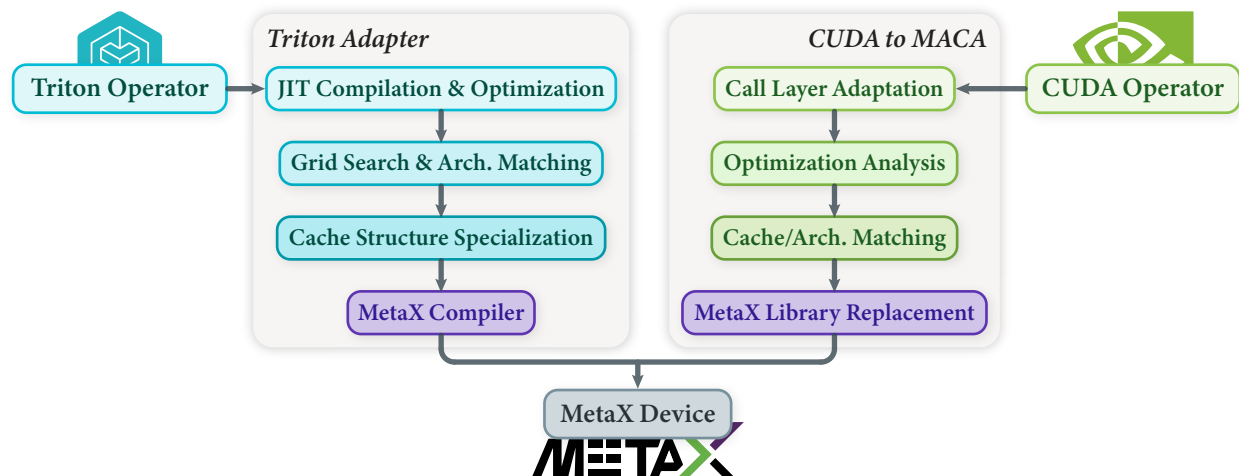 Triton Adapter
CUDA to MACA
Triton Operator
JIT Compilation & Optimization
Call Layer Adaptation
CUDA Operator
Grid Search & Arch. Matching
Optimization Analysis
Cache Structure Specialization
Cache/Arch. Matching
MetaX Compiler
MetaX Library Replacement
MetaX Device
METAX